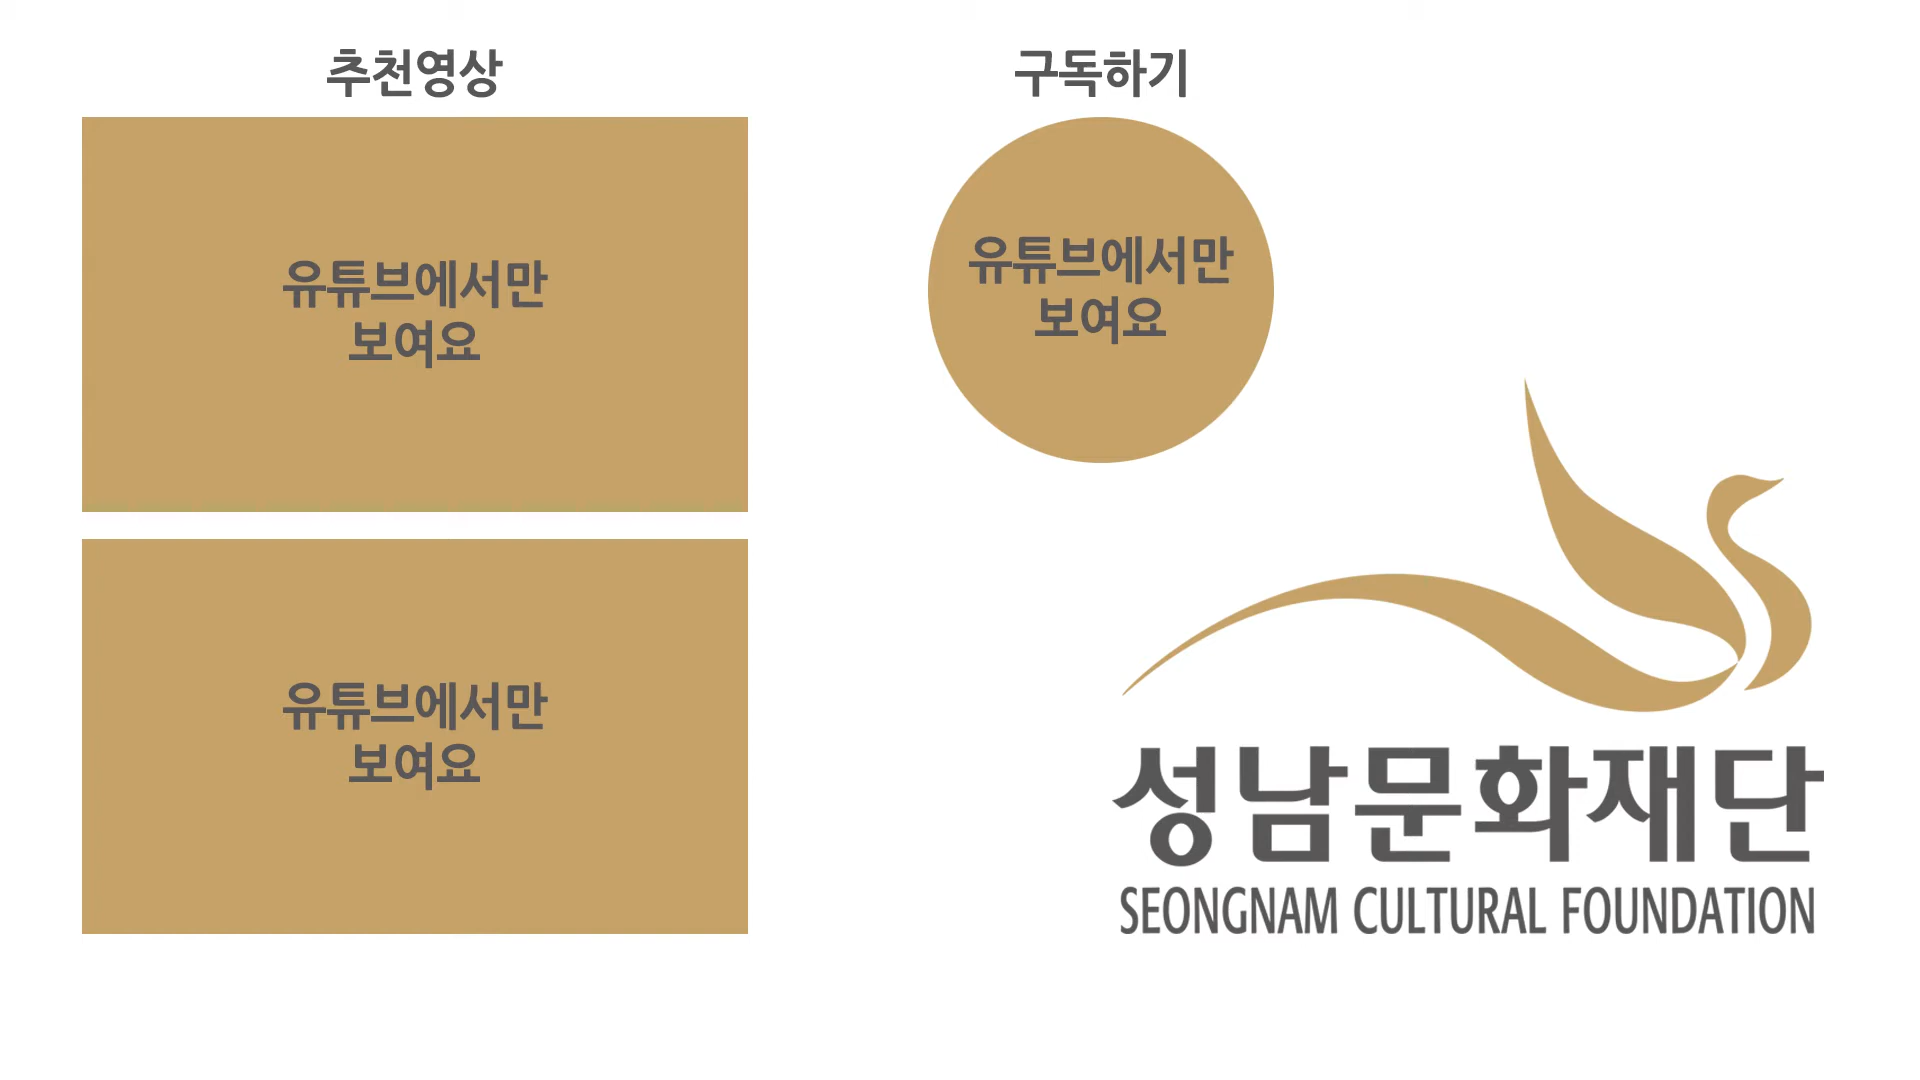 추천영상
유튜브에서만
보여요
유튜브에서만
보여요
구독하기
유튜브에서만
보여요
성남문화재단
SEONGNAM CULTURAL FOUNDATION